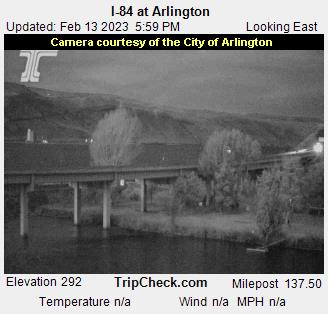 I-84 at Arlington
Updated: Feb 13 2023 5:59 PM Looking East
Camera courtesy of the City of Arlington
Elevation 292 TripCheck.com Milepost 137.50
Temperature n/a Wind n/a MPH n/a